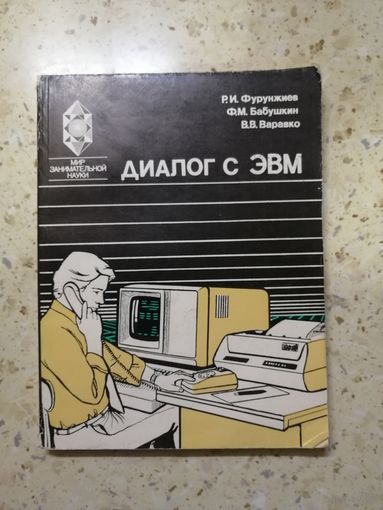 Р.И. Фурунжиев
Ф.М. Бабушкин
В.В. Варавко
МИР
ЗАНИМАТЕЛЬНОЙ
НАУКИ
ДИАЛОГ С ЭВМ